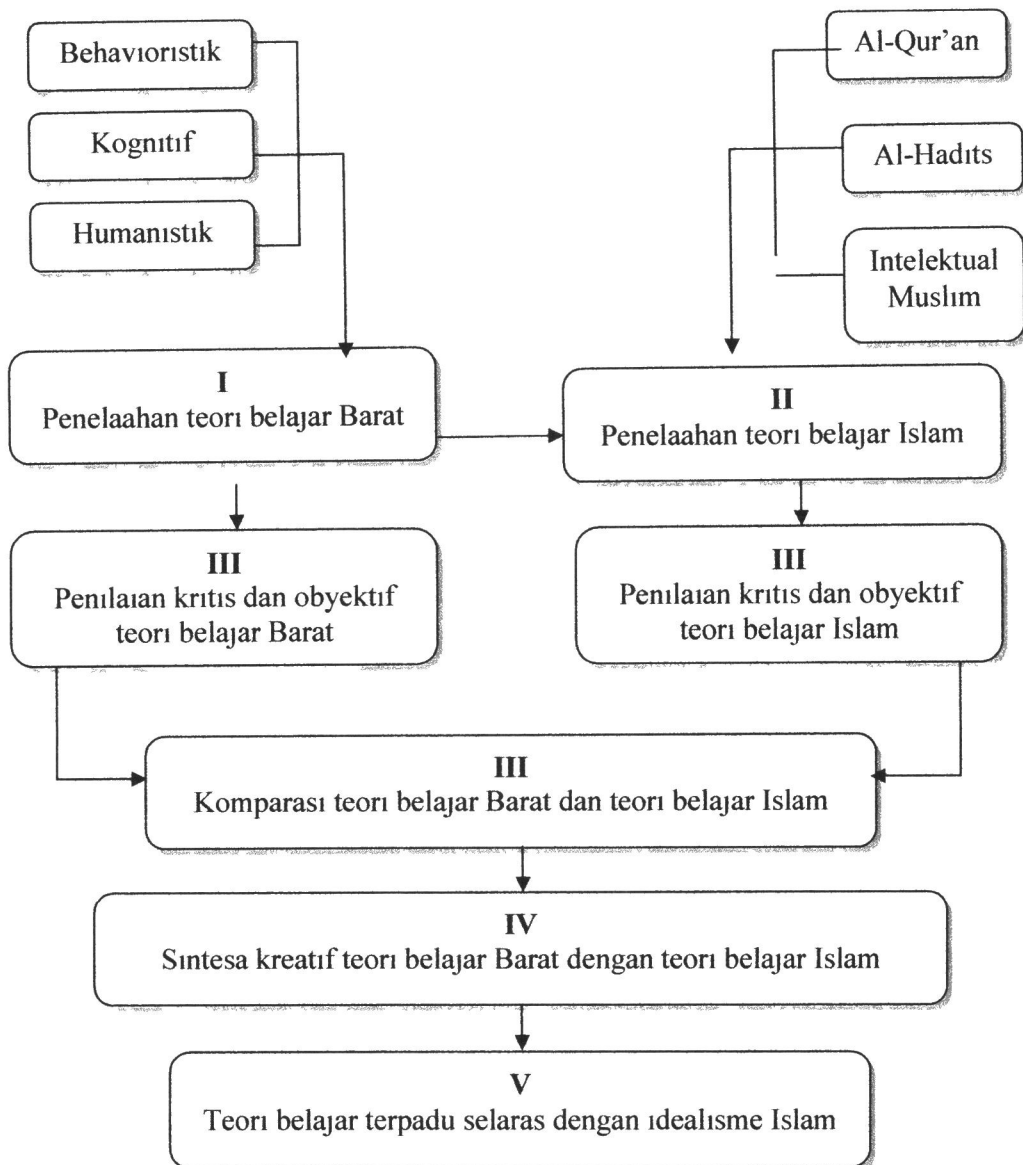 Behavioristik
Kognitif
Humanistik
Al-Qur'an
Al-Hadits
Intelektual
Muslim
I
Penelaahan teori belajar Barat
II
Penelaahan teori belajar Islam
III
Penilaian kritis dan obyektif
teori belajar Barat
III
Penilaian kritis dan obyektif
teori belajar Islam
III
Komparasi teori belajar Barat dan teori belajar Islam
IV
Sintesa kreatif teori belajar Barat dengan teori belajar Islam
V
Teori belajar terpadu selaras dengan idealisme Islam